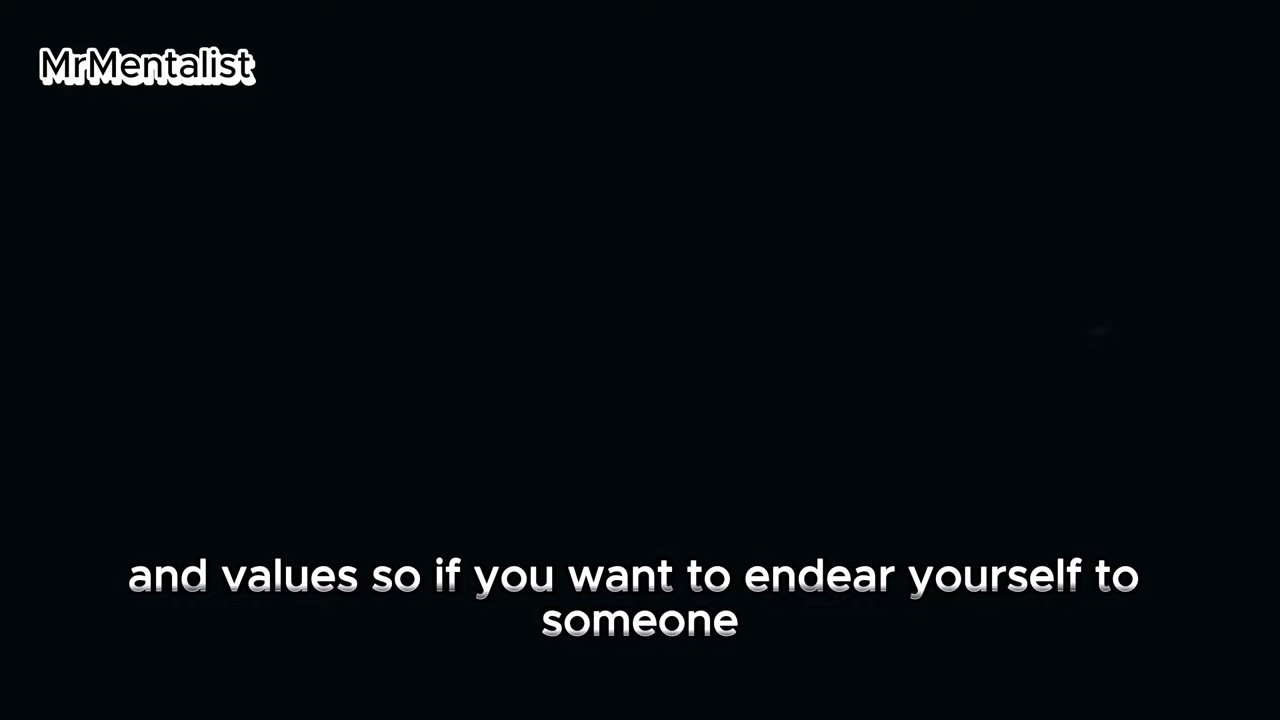 MrMentalist
and values so if you want to endear yourself to
someone